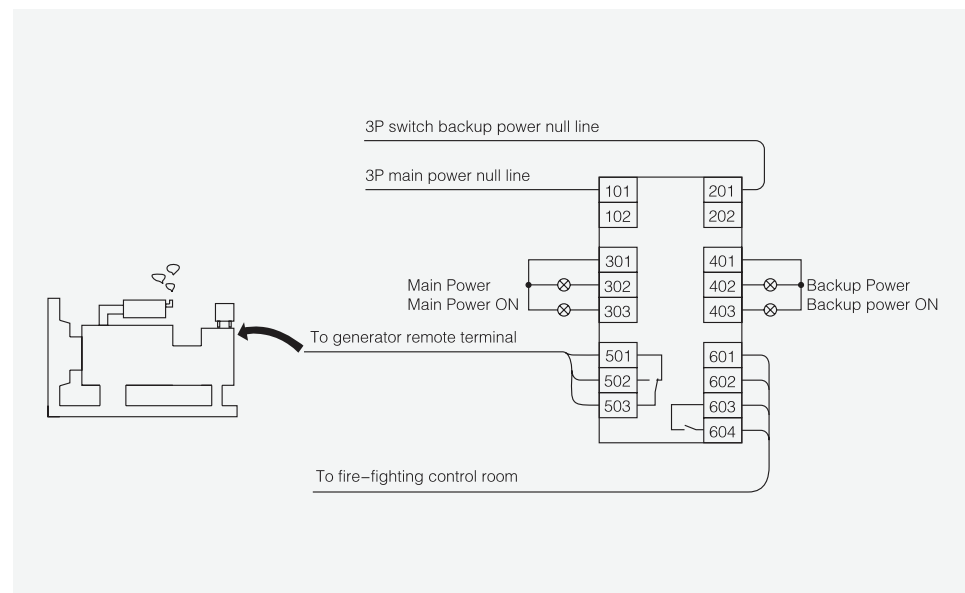 3P switch backup power null line
3P main power null line
101
201
102
202
301
401
Main Power
302
402
Backup Power
Main Power ON
303
403
Backup power ON
To generator remote terminal
501
601
502
602
503
603
604
To fire–fighting control room